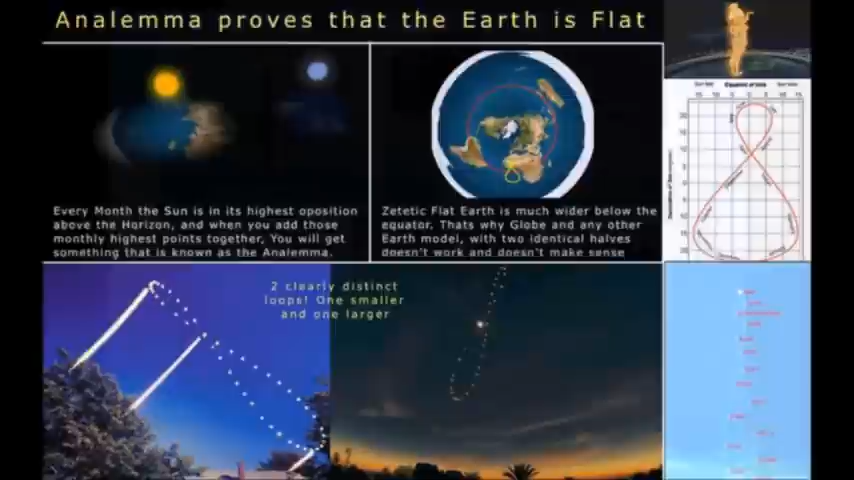 Analemma proves that the Earth is Flat
Every Month the Sun is in its highest oposition
above the Horizon, and when you add those
monthly highest points together, You will get
something that is known as the Analemma.
Zetetic Flat Earth is much wider below the
equator. Thats why Globe and any other
Earth model, with two identical halves
doesn't work and doesn't make sense
Equation of time
2 clearly distinct
loops! One smaller
and one larger